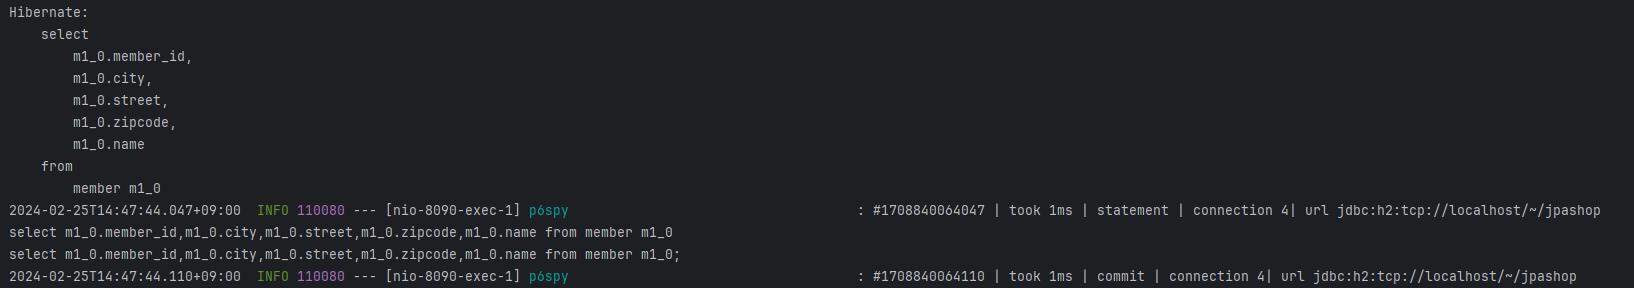 Hibernate:
    select
        m1_0.member_id,
        m1_0.city,
        m1_0.street,
        m1_0.zipcode,
        m1_0.name
    from
        member m1_0
2024-02-25T14:47:44.047+09:00  INFO 110080 --- [nio-8090-exec-1] p6spy                                    : #1708840064047 | took 1ms | statement | connection 4| url jdbc:h2:tcp://localhost/~/jpashop
select m1_0.member_id,m1_0.city,m1_0.street,m1_0.zipcode,m1_0.name from member m1_0
select m1_0.member_id,m1_0.city,m1_0.street,m1_0.zipcode,m1_0.name from member m1_0;
2024-02-25T14:47:44.110+09:00  INFO 110080 --- [nio-8090-exec-1] p6spy                                    : #1708840064110 | took 1ms | commit | connection 4| url jdbc:h2:tcp://localhost/~/jpashop